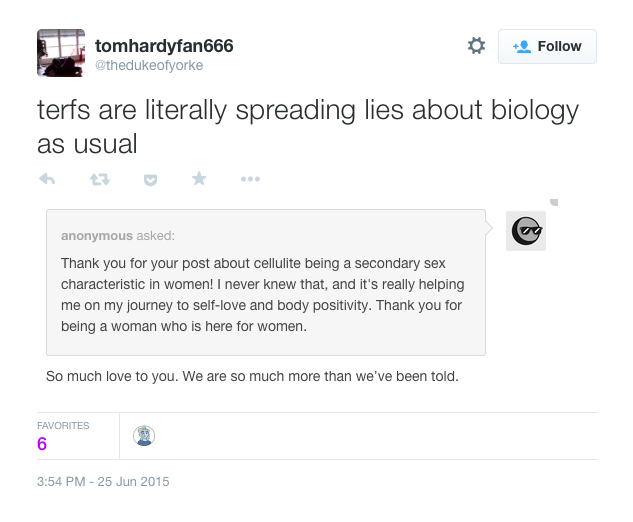 tomhardyfan666
@thedukeofyorke
Follow
terfs are literally spreading lies about biology
as usual
anonymous asked:
Thank you for your post about cellulite being a secondary sex
characteristic in women! I never knew that, and it's really helping
me on my journey to self-love and body positivity. Thank you for
being a woman who is here for women.
So much love to you. We are so much more than we've been told.
FAVORITES
6
3:54 PM - 25 Jun 2015